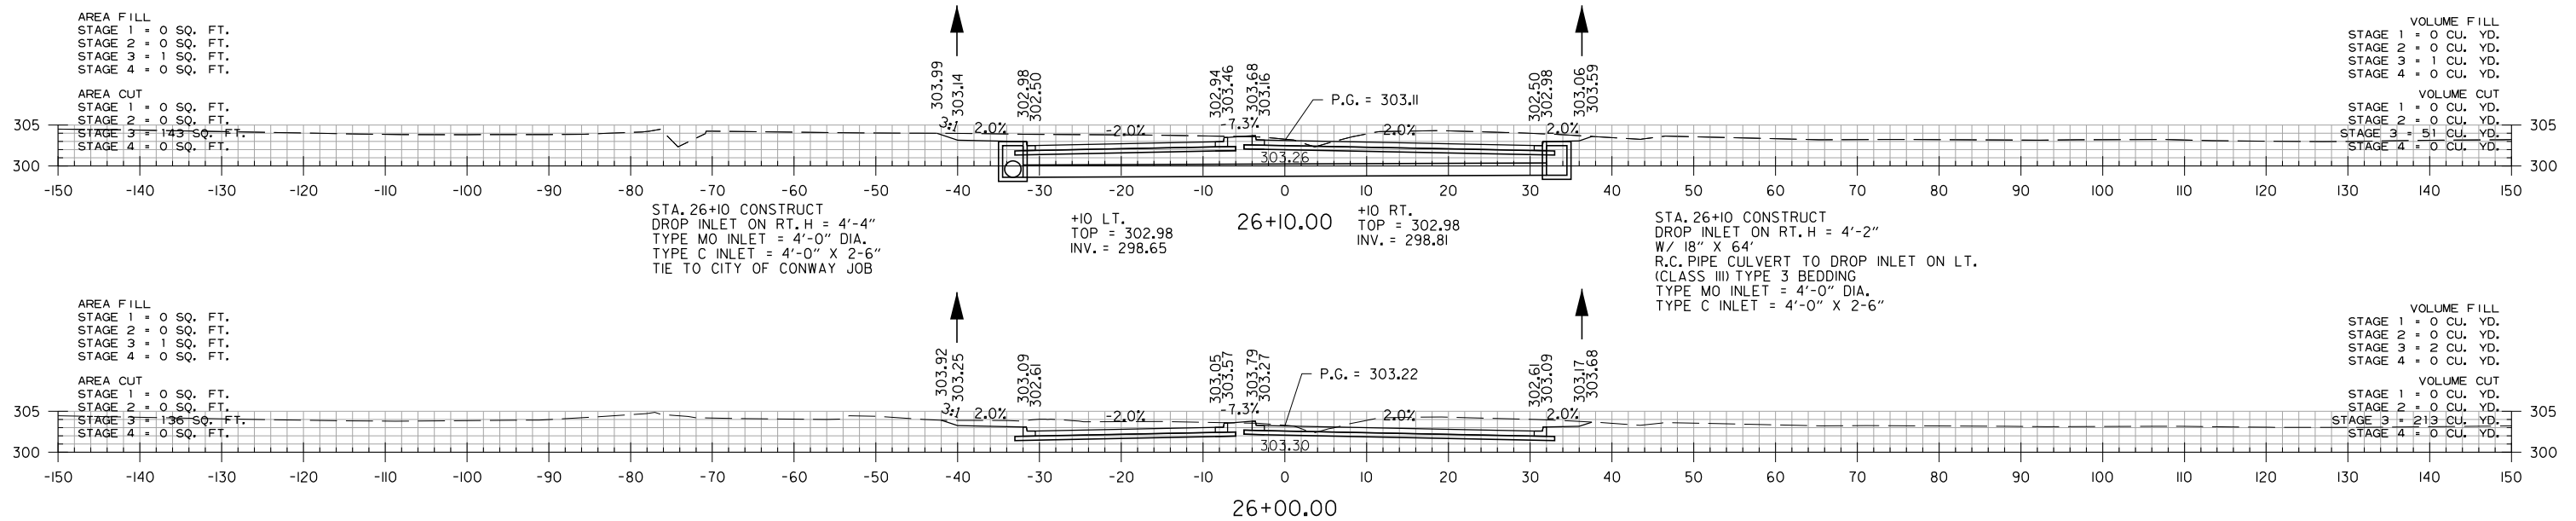 AREA FILL
STAGE 1 = 0 SQ. FT.
STAGE 2 = 0 SQ. FT.
STAGE 3 = 1 SQ. FT.
STAGE 4 = 0 SQ. FT.
AREA CUT
STAGE 1 = 0 SQ. FT.
STAGE 2 = 0 SQ. FT.
STAGE 3 = 143 SQ. FT.
STAGE 4 = 0 SQ. FT.
VOLUME FILL
STAGE 1 = 0 CU. YD.
STAGE 2 = 0 CU. YD.
STAGE 3 = 1 CU. YD.
STAGE 4 = 0 CU. YD.
VOLUME CUT
STAGE 1 = 0 CU. YD.
STAGE 2 = 0 CU. YD.
STAGE 3 = 51 CU. YD.
STAGE 4 = 0 CU. YD.
303.99 303.14 302.98 302.50 302.94 303.46 303.68 303.16 302.50 302.98 303.06 303.59
P.G. = 303.11
3:1 2.0% -2.0% -7.3% 2.0% 2.0%
305 305
303.26
300 300
-150 -140 -130 -120 -110 -100 -90 -80 -70 -60 -50 -40 -30 -20 -10 0 10 20 30 40 50 60 70 80 90 100 110 120 130 140 150
STA. 26+10 CONSTRUCT
DROP INLET ON RT. H = 4'-4"
TYPE MO INLET = 4'-0" DIA.
TYPE C INLET = 4'-0" X 2-6"
TIE TO CITY OF CONWAY JOB
+10 LT.
TOP = 302.98
INV. = 298.65
26+10.00
+10 RT.
TOP = 302.98
INV. = 298.81
STA. 26+10 CONSTRUCT
DROP INLET ON RT. H = 4'-2"
W/ 18" X 64'
R.C. PIPE CULVERT TO DROP INLET ON LT.
(CLASS III) TYPE 3 BEDDING
TYPE MO INLET = 4'-0" DIA.
TYPE C INLET = 4'-0" X 2-6"
AREA FILL
STAGE 1 = 0 SQ. FT.
STAGE 2 = 0 SQ. FT.
STAGE 3 = 1 SQ. FT.
STAGE 4 = 0 SQ. FT.
AREA CUT
STAGE 1 = 0 SQ. FT.
STAGE 2 = 0 SQ. FT.
STAGE 3 = 136 SQ. FT.
STAGE 4 = 0 SQ. FT.
VOLUME FILL
STAGE 1 = 0 CU. YD.
STAGE 2 = 0 CU. YD.
STAGE 3 = 2 CU. YD.
STAGE 4 = 0 CU. YD.
VOLUME CUT
STAGE 1 = 0 CU. YD.
STAGE 2 = 0 CU. YD.
STAGE 3 = 213 CU. YD.
STAGE 4 = 0 CU. YD.
303.92 303.25 303.09 302.61 303.05 303.57 303.79 303.27 302.61 303.09 303.17 303.68
P.G. = 303.22
3:1 2.0% -2.0% -7.3% 2.0% 2.0%
305 305
303.30
300 300
-150 -140 -130 -120 -110 -100 -90 -80 -70 -60 -50 -40 -30 -20 -10 0 10 20 30 40 50 60 70 80 90 100 110 120 130 140 150
26+00.00